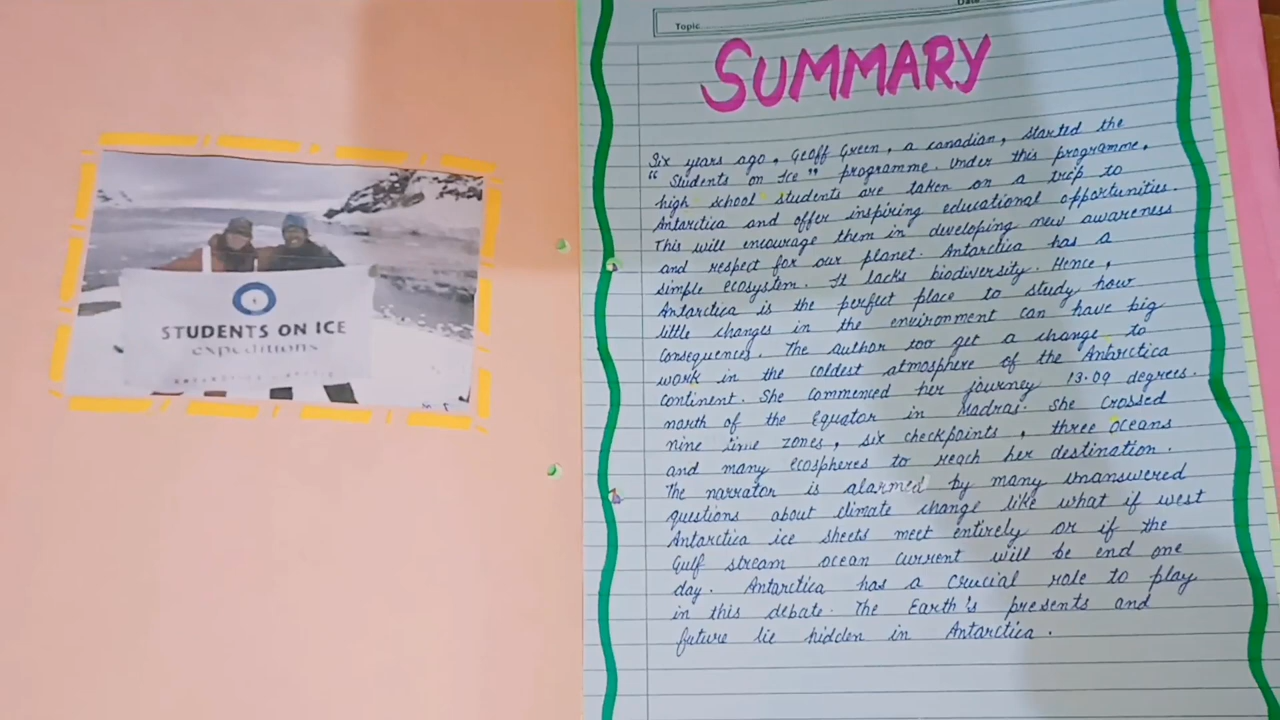 STUDENTS ON ICE
expeditions
Topic
Date
SUMMARY
Six years ago, Geoff Green, a canadian, started the
“Students on Ice” programme. Under this programme,
high school students are taken on a trip to
Antarctica and offer inspiring educational opportunities.
This will encourage them in developing new awareness
and respect for our planet. Antarctica has a
simple ecosystem. It lacks biodiversity. Hence,
Antarctica is the perfect place to study how
little changes in the environment can have big
consequences. The author too get a change to
work in the coldest atmosphere of the Antarctica
continent. She commenced her journey 13.09 degrees.
north of the Equator in Madras. She crossed
nine time zones, six checkpoints, three oceans
and many ecospheres to reach her destination.
The narrator is alarmed by many unanswered
questions about climate change like what if west
Antarctica ice sheets meet entirely or if the
Gulf stream ocean current will be end one
day. Antarctica has a crucial role to play
in this debate. The Earth's presents and
future lie hidden in Antarctica.